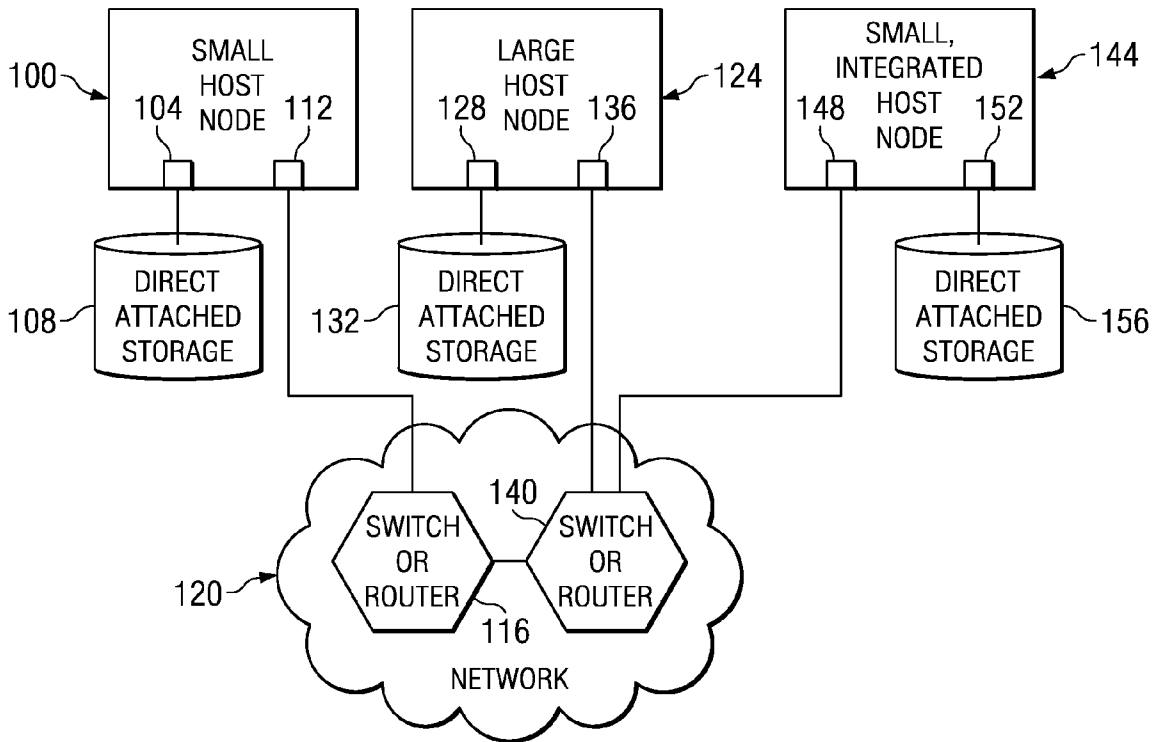 SMALL
HOST
NODE
100
104
112
LARGE
HOST
NODE
124
128
136
SMALL,
INTEGRATED
HOST
NODE
144
148
152
DIRECT
ATTACHED
STORAGE
108
DIRECT
ATTACHED
STORAGE
132
DIRECT
ATTACHED
STORAGE
156
140
SWITCH
OR
ROUTER
SWITCH
OR
ROUTER
120
116
NETWORK